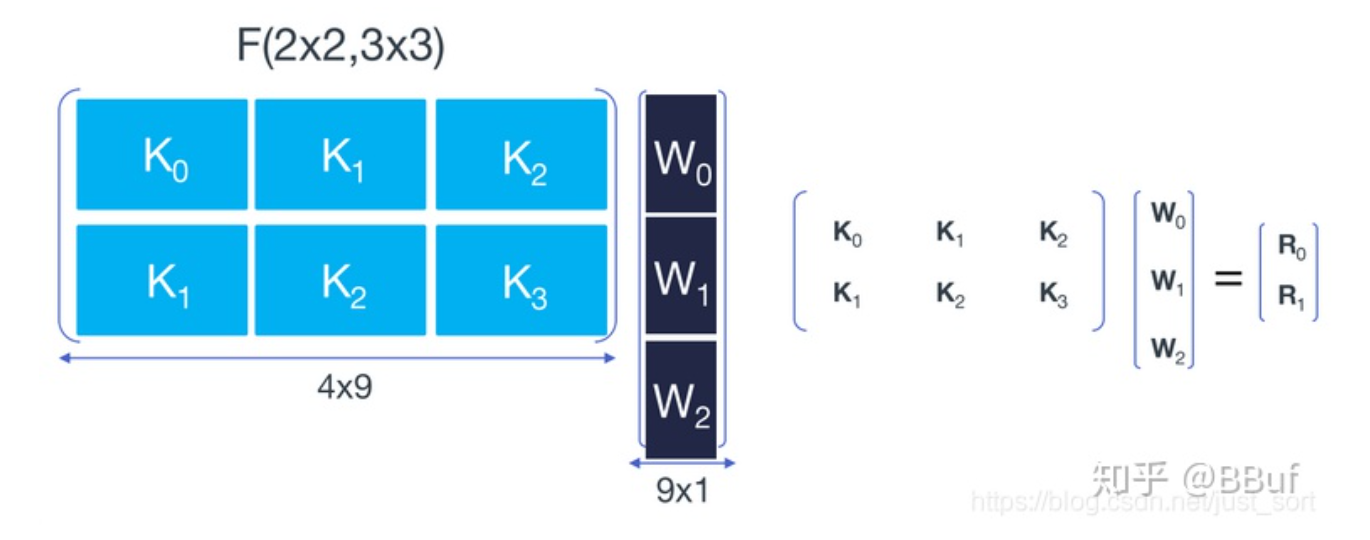 F(2x2,3x3)
K₀ K₁ K₂
K₁ K₂ K₃
4x9
W₀
W₁
W₂
9x1
K₀ K₁ K₂
K₁ K₂ K₃
W₀
W₁
W₂
=
R₀
R₁
知乎 @BBuf
https://blog.csdn.net/just_sort